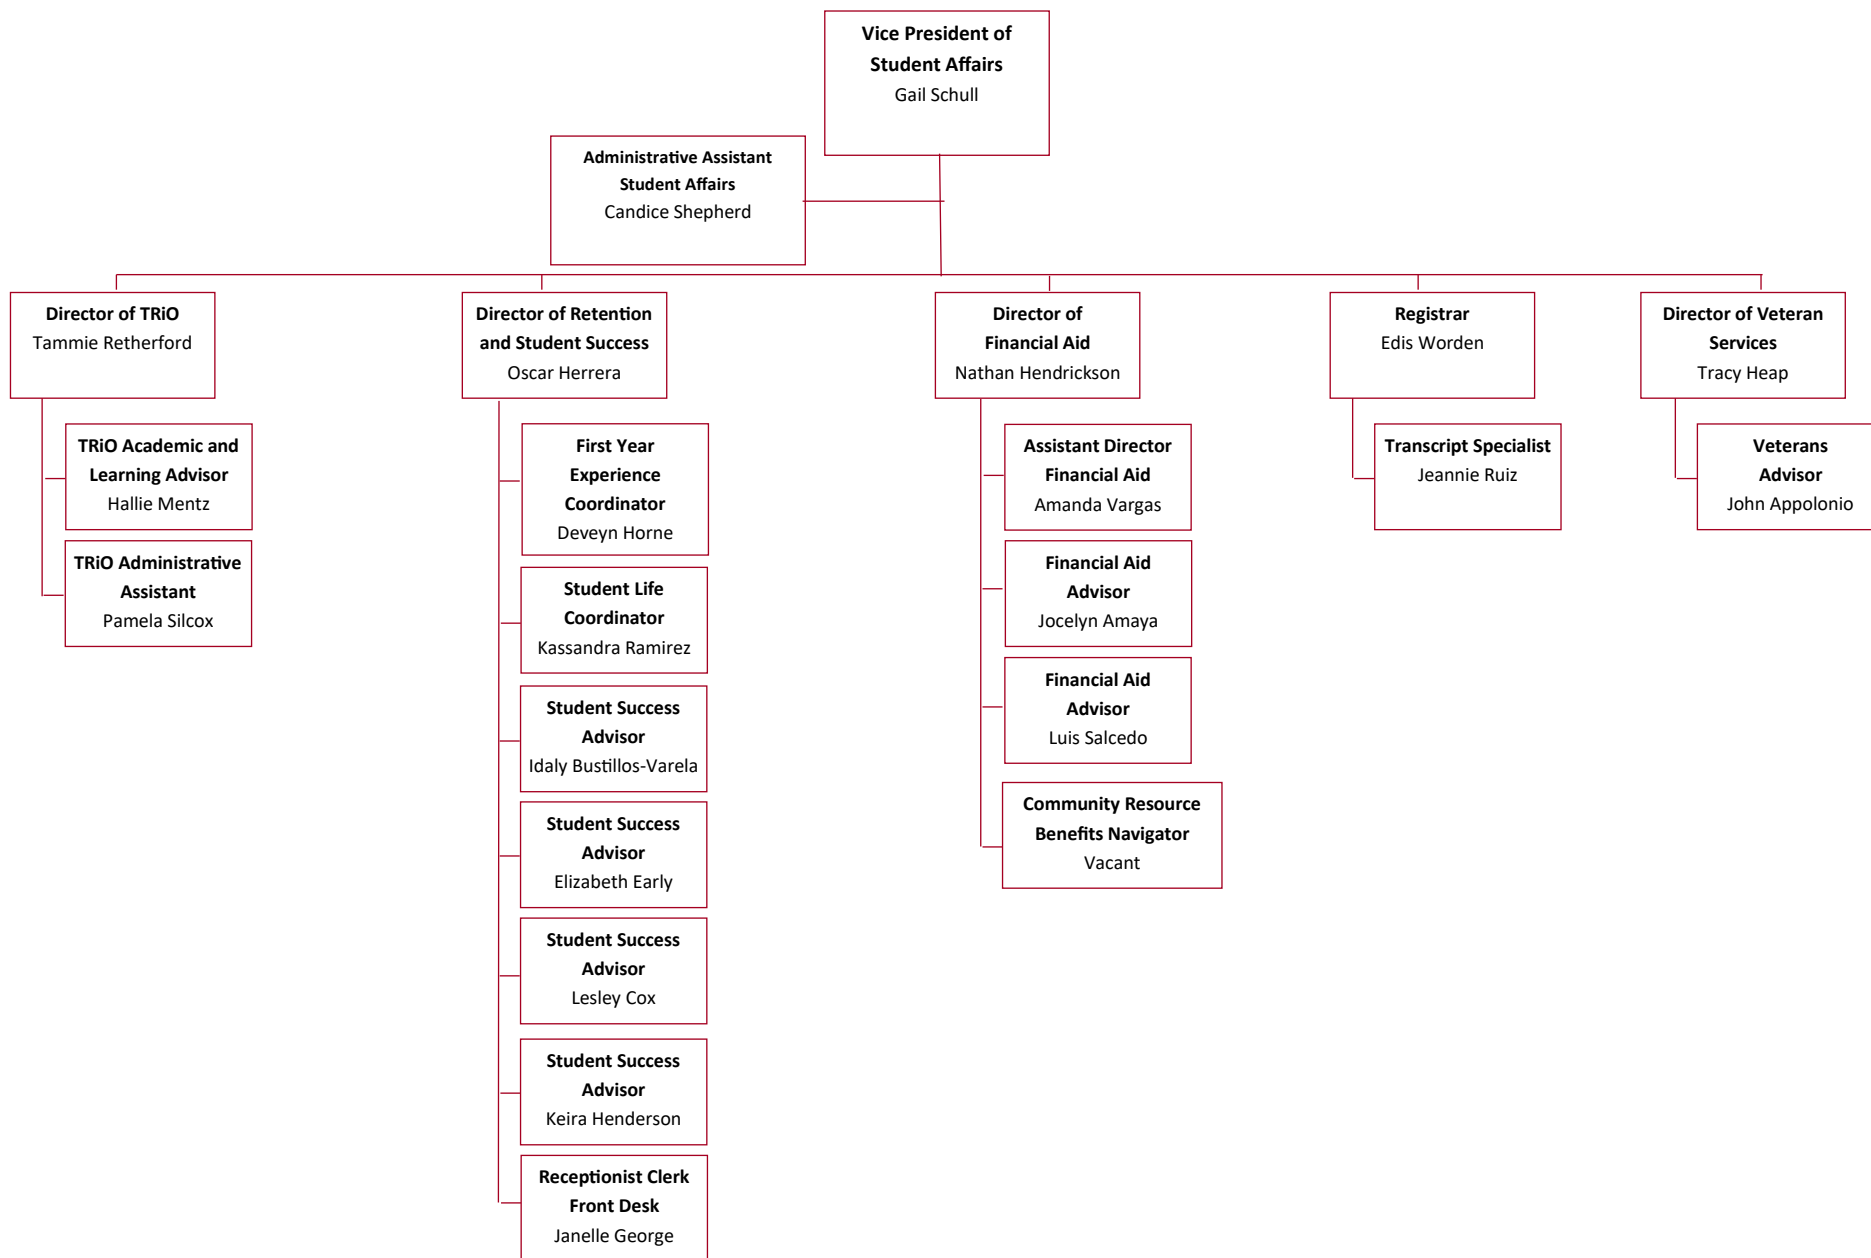 Vice President of
Student Affairs
Gail Schull
Administrative Assistant
Student Affairs
Candice Shepherd
Director of TRiO
Tammie Retherford
TRiO Academic and
Learning Advisor
Hallie Mentz
TRiO Administrative
Assistant
Pamela Silcox
Director of Retention
and Student Success
Oscar Herrera
First Year
Experience
Coordinator
Deveyn Horne
Student Life
Coordinator
Kassandra Ramirez
Student Success
Advisor
Idaly Bustillos-Varela
Student Success
Advisor
Elizabeth Early
Student Success
Advisor
Lesley Cox
Student Success
Advisor
Keira Henderson
Receptionist Clerk
Front Desk
Janelle George
Director of
Financial Aid
Nathan Hendrickson
Assistant Director
Financial Aid
Amanda Vargas
Financial Aid
Advisor
Jocelyn Amaya
Financial Aid
Advisor
Luis Salcedo
Community Resource
Benefits Navigator
Vacant
Registrar
Edis Worden
Transcript Specialist
Jeannie Ruiz
Director of Veteran
Services
Tracy Heap
Veterans
Advisor
John Appolonio